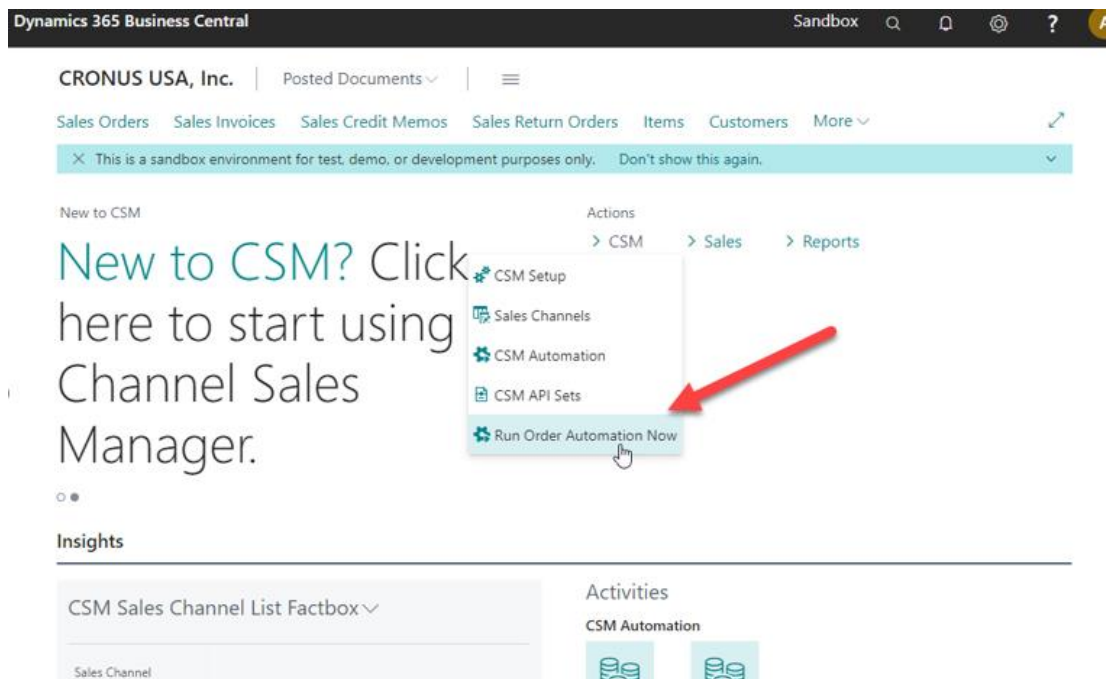 Dynamics 365 Business Central
Sandbox
?
A
CRONUS USA, Inc.
Posted Documents
Sales Orders Sales Invoices Sales Credit Memos Sales Return Orders Items Customers More
This is a sandbox environment for test, demo, or development purposes only. Don't show this again.
New to CSM
New to CSM? Click
here to start using
Channel Sales
Manager.
Actions
> CSM > Sales > Reports
CSM Setup
Sales Channels
CSM Automation
CSM API Sets
Run Order Automation Now
Insights
CSM Sales Channel List Factbox
Sales Channel
Activities
CSM Automation